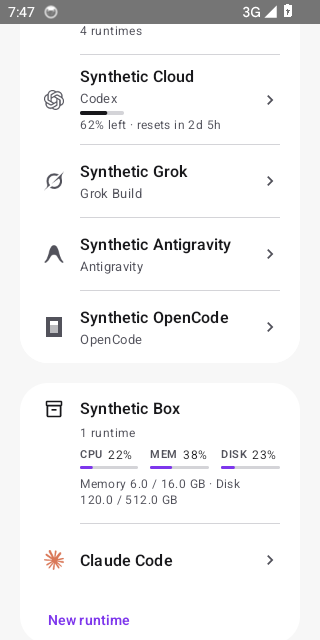 7:47
3G
4 runtimes
Synthetic Cloud
Codex
62% left · resets in 2d 5h
Synthetic Grok
Grok Build
Synthetic Antigravity
Antigravity
Synthetic OpenCode
OpenCode
Synthetic Box
1 runtime
CPU 22% MEM 38% DISK 23%
Memory 6.0 / 16.0 GB · Disk
120.0 / 512.0 GB
Claude Code
New runtime